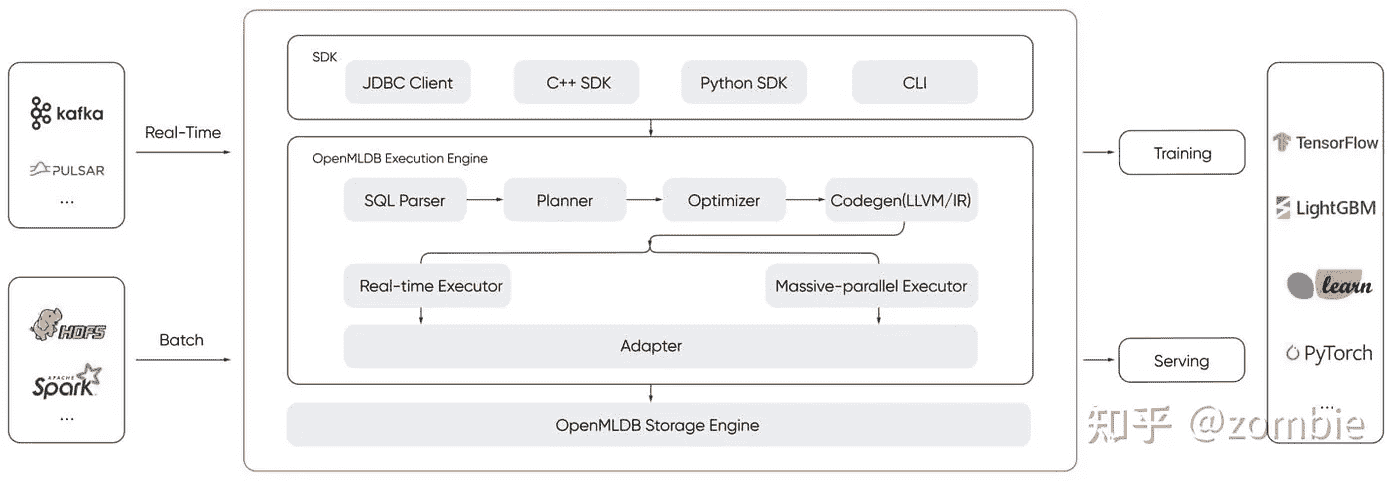 kafka
PULSAR
...
Real-Time
HDFS
APACHE
Spark
...
Batch
SDK
JDBC Client
C++ SDK
Python SDK
CLI
OpenMLDB Execution Engine
SQL Parser
Planner
Optimizer
Codegen(LLVM/IR)
Real-time Executor
Massive-parallel Executor
Adapter
OpenMLDB Storage Engine
Training
Serving
TensorFlow
LightGBM
learn
PyTorch
...
知乎 @zombie